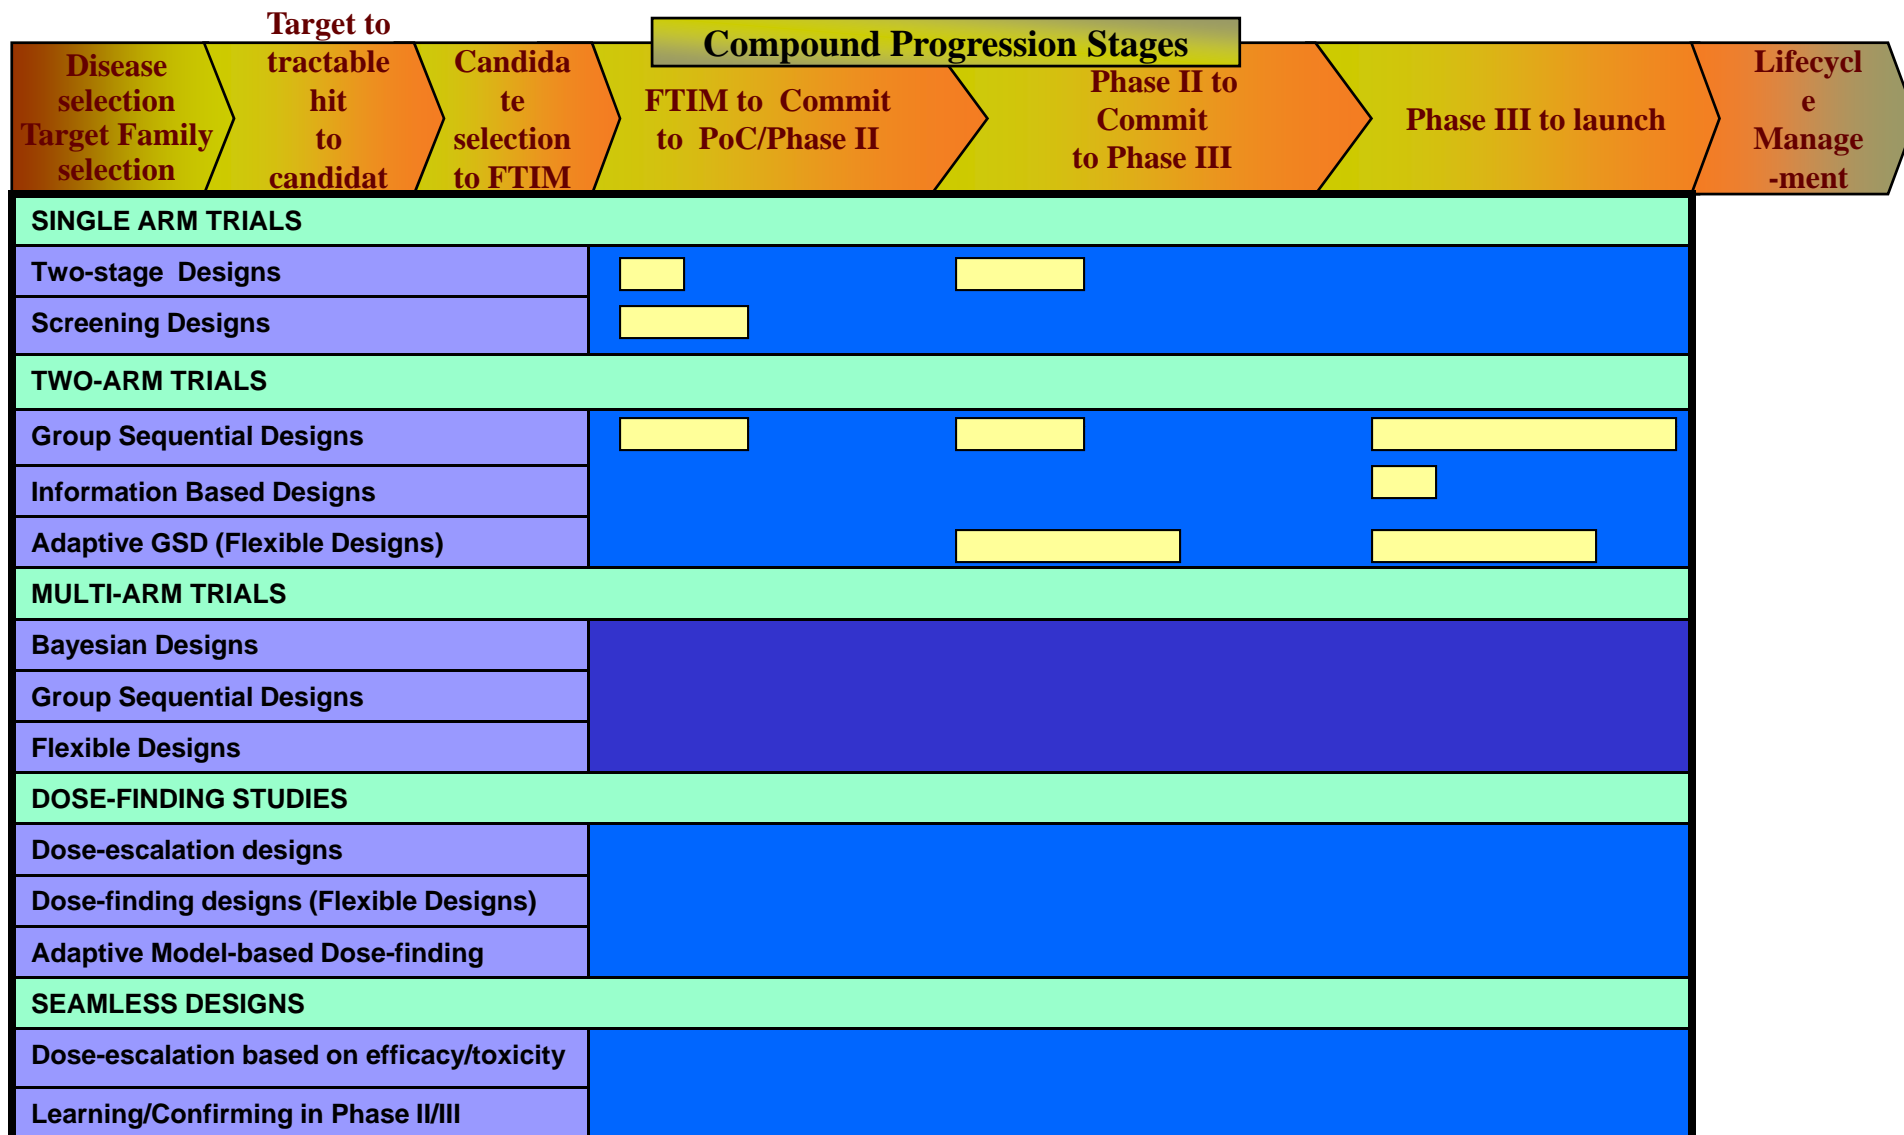 Compound Progression Stages
Disease
selection
Target Family
selection
Target to
tractable
hit
to
candidat
Candida
te
selection
to FTIM
FTIM to Commit
to PoC/Phase II
Phase II to
Commit
to Phase III
Phase III to launch
Lifecycl
e
Manage
-ment
SINGLE ARM TRIALS
Two-stage Designs
Screening Designs
TWO-ARM TRIALS
Group Sequential Designs
Information Based Designs
Adaptive GSD (Flexible Designs)
MULTI-ARM TRIALS
Bayesian Designs
Group Sequential Designs
Flexible Designs
DOSE-FINDING STUDIES
Dose-escalation designs
Dose-finding designs (Flexible Designs)
Adaptive Model-based Dose-finding
SEAMLESS DESIGNS
Dose-escalation based on efficacy/toxicity
Learning/Confirming in Phase II/III